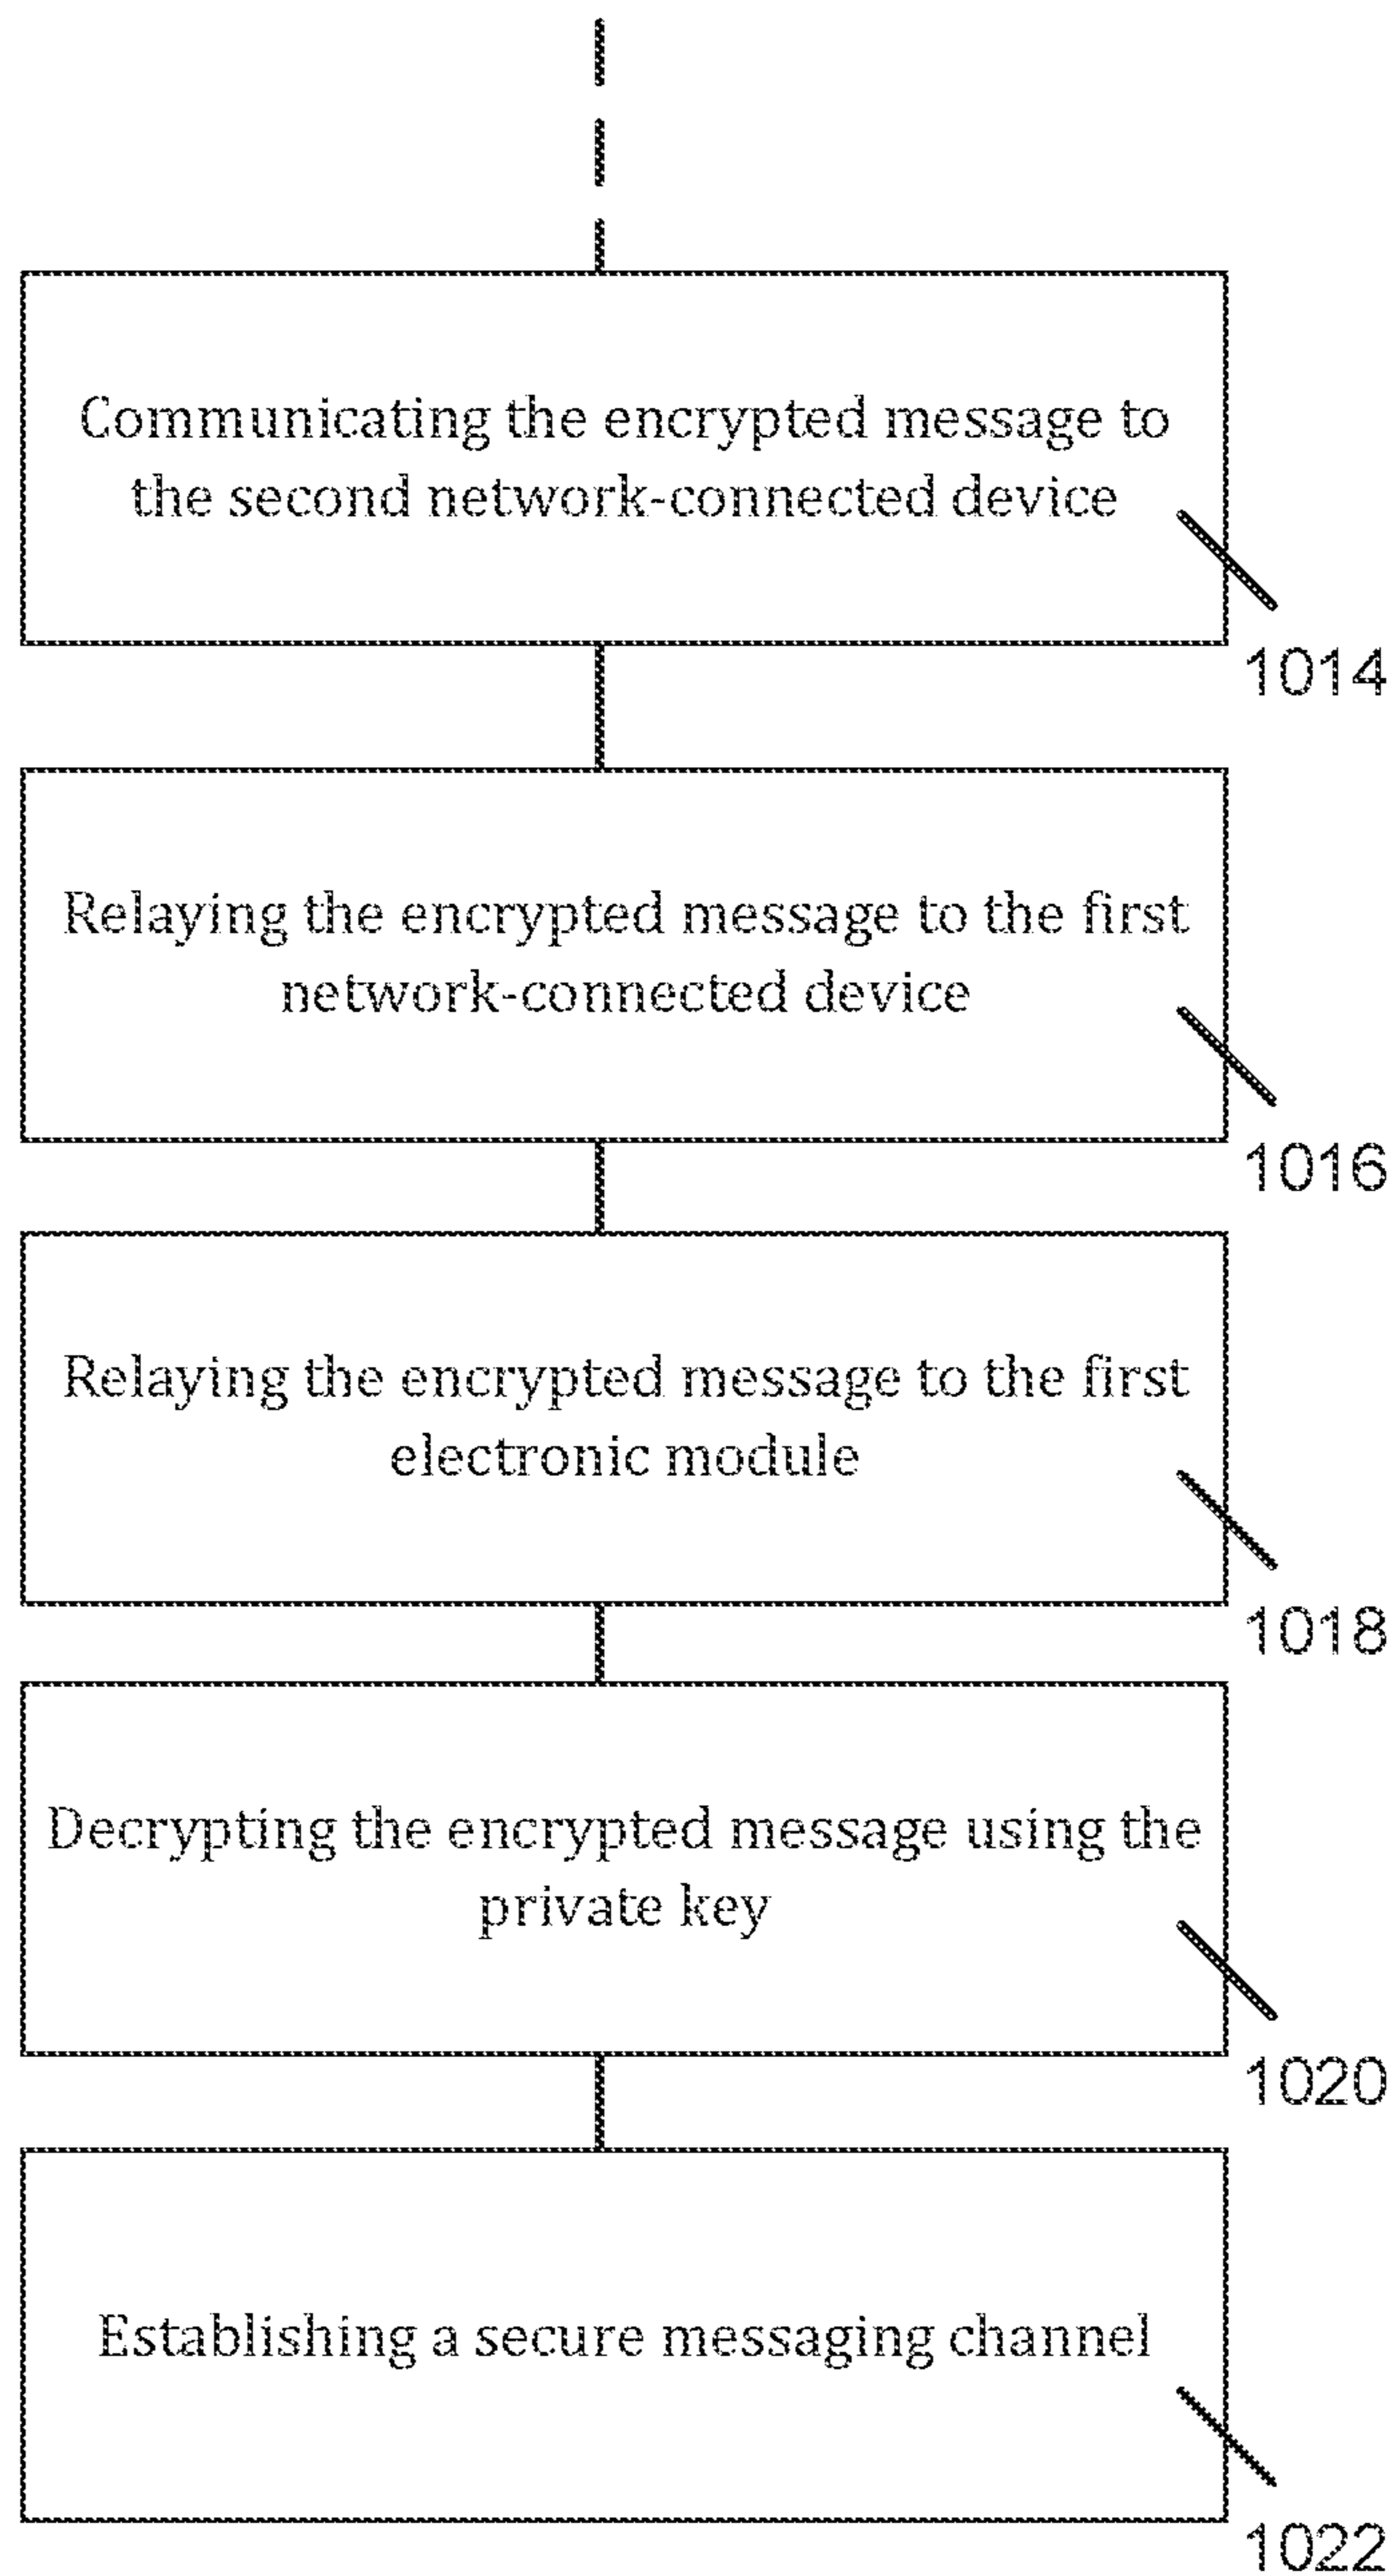 Communicating the encrypted message to
the second network-connected device
1014
Relaying the encrypted message to the first
network-connected device
1016
Relaying the encrypted message to the first
electronic module
1018
Decrypting the encrypted message using the
private key
1020
Establishing a secure messaging channel
1022